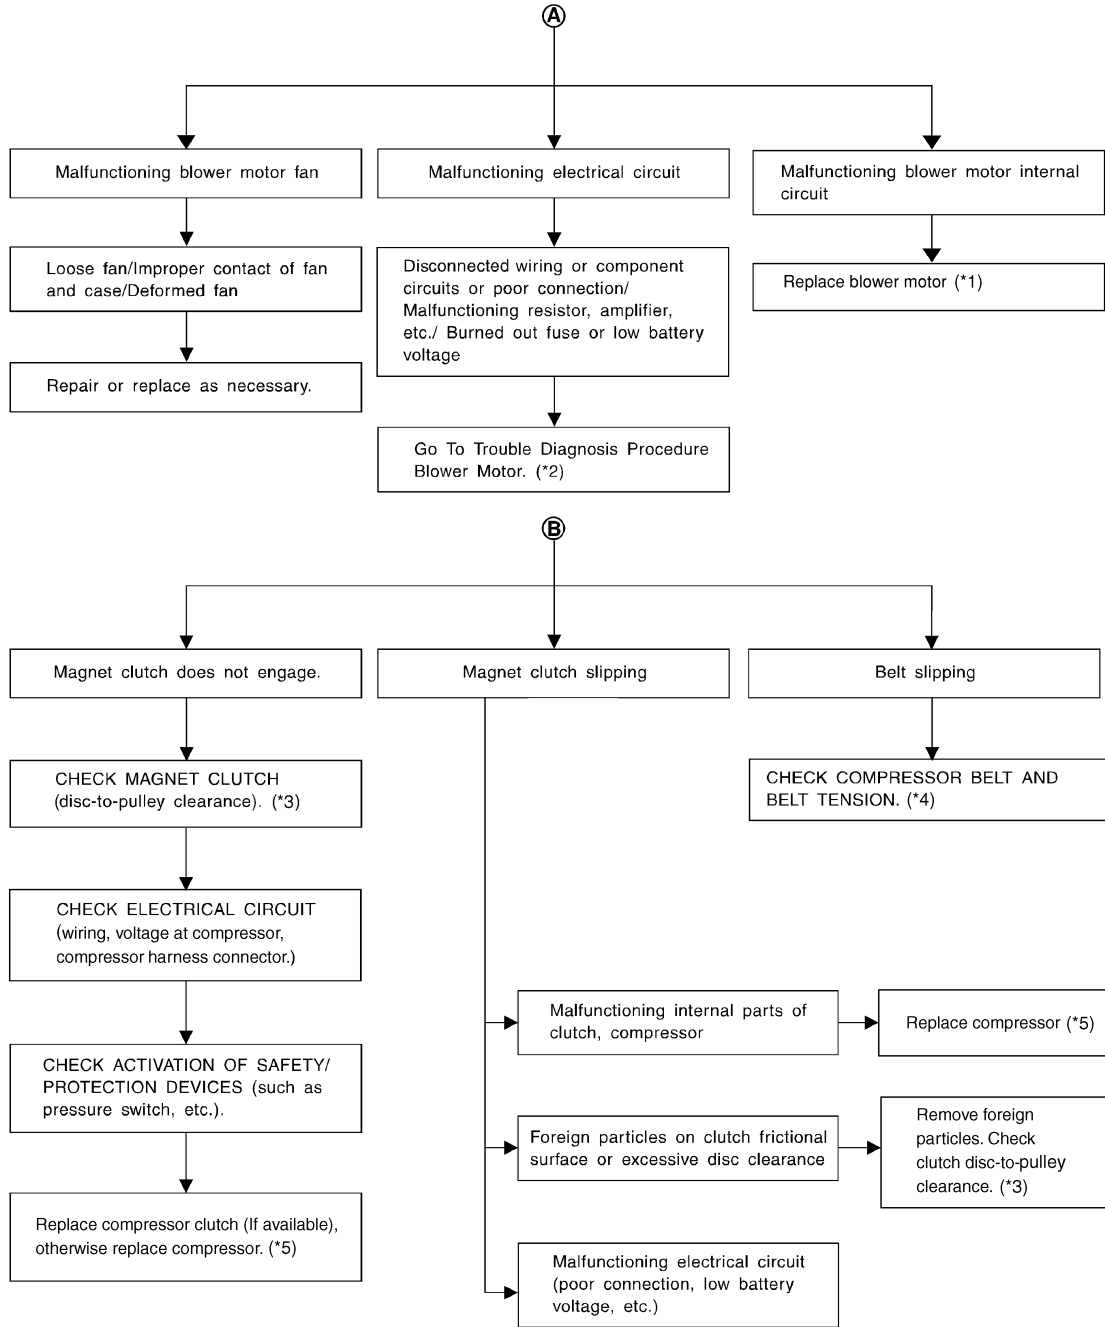 A
Malfunctioning blower motor fan
Malfunctioning electrical circuit
Malfunctioning blower motor internal
circuit
Loose fan/Improper contact of fan
and case/Deformed fan
Disconnected wiring or component
circuits or poor connection/
Malfunctioning resistor, amplifier,
etc./ Burned out fuse or low battery
voltage
Replace blower motor (*1)
Repair or replace as necessary.
Go To Trouble Diagnosis Procedure
Blower Motor. (*2)
B
Magnet clutch does not engage.
Magnet clutch slipping
Belt slipping
CHECK MAGNET CLUTCH
(disc-to-pulley clearance). (*3)
CHECK COMPRESSOR BELT AND
BELT TENSION. (*4)
CHECK ELECTRICAL CIRCUIT
(wiring, voltage at compressor,
compressor harness connector.)
Malfunctioning internal parts of
clutch, compressor
Replace compressor (*5)
CHECK ACTIVATION OF SAFETY/
PROTECTION DEVICES (such as
pressure switch, etc.).
Foreign particles on clutch frictional
surface or excessive disc clearance
Remove foreign
particles. Check
clutch disc-to-pulley
clearance. (*3)
Replace compressor clutch (If available),
otherwise replace compressor. (*5)
Malfunctioning electrical circuit
(poor connection, low battery
voltage, etc.)